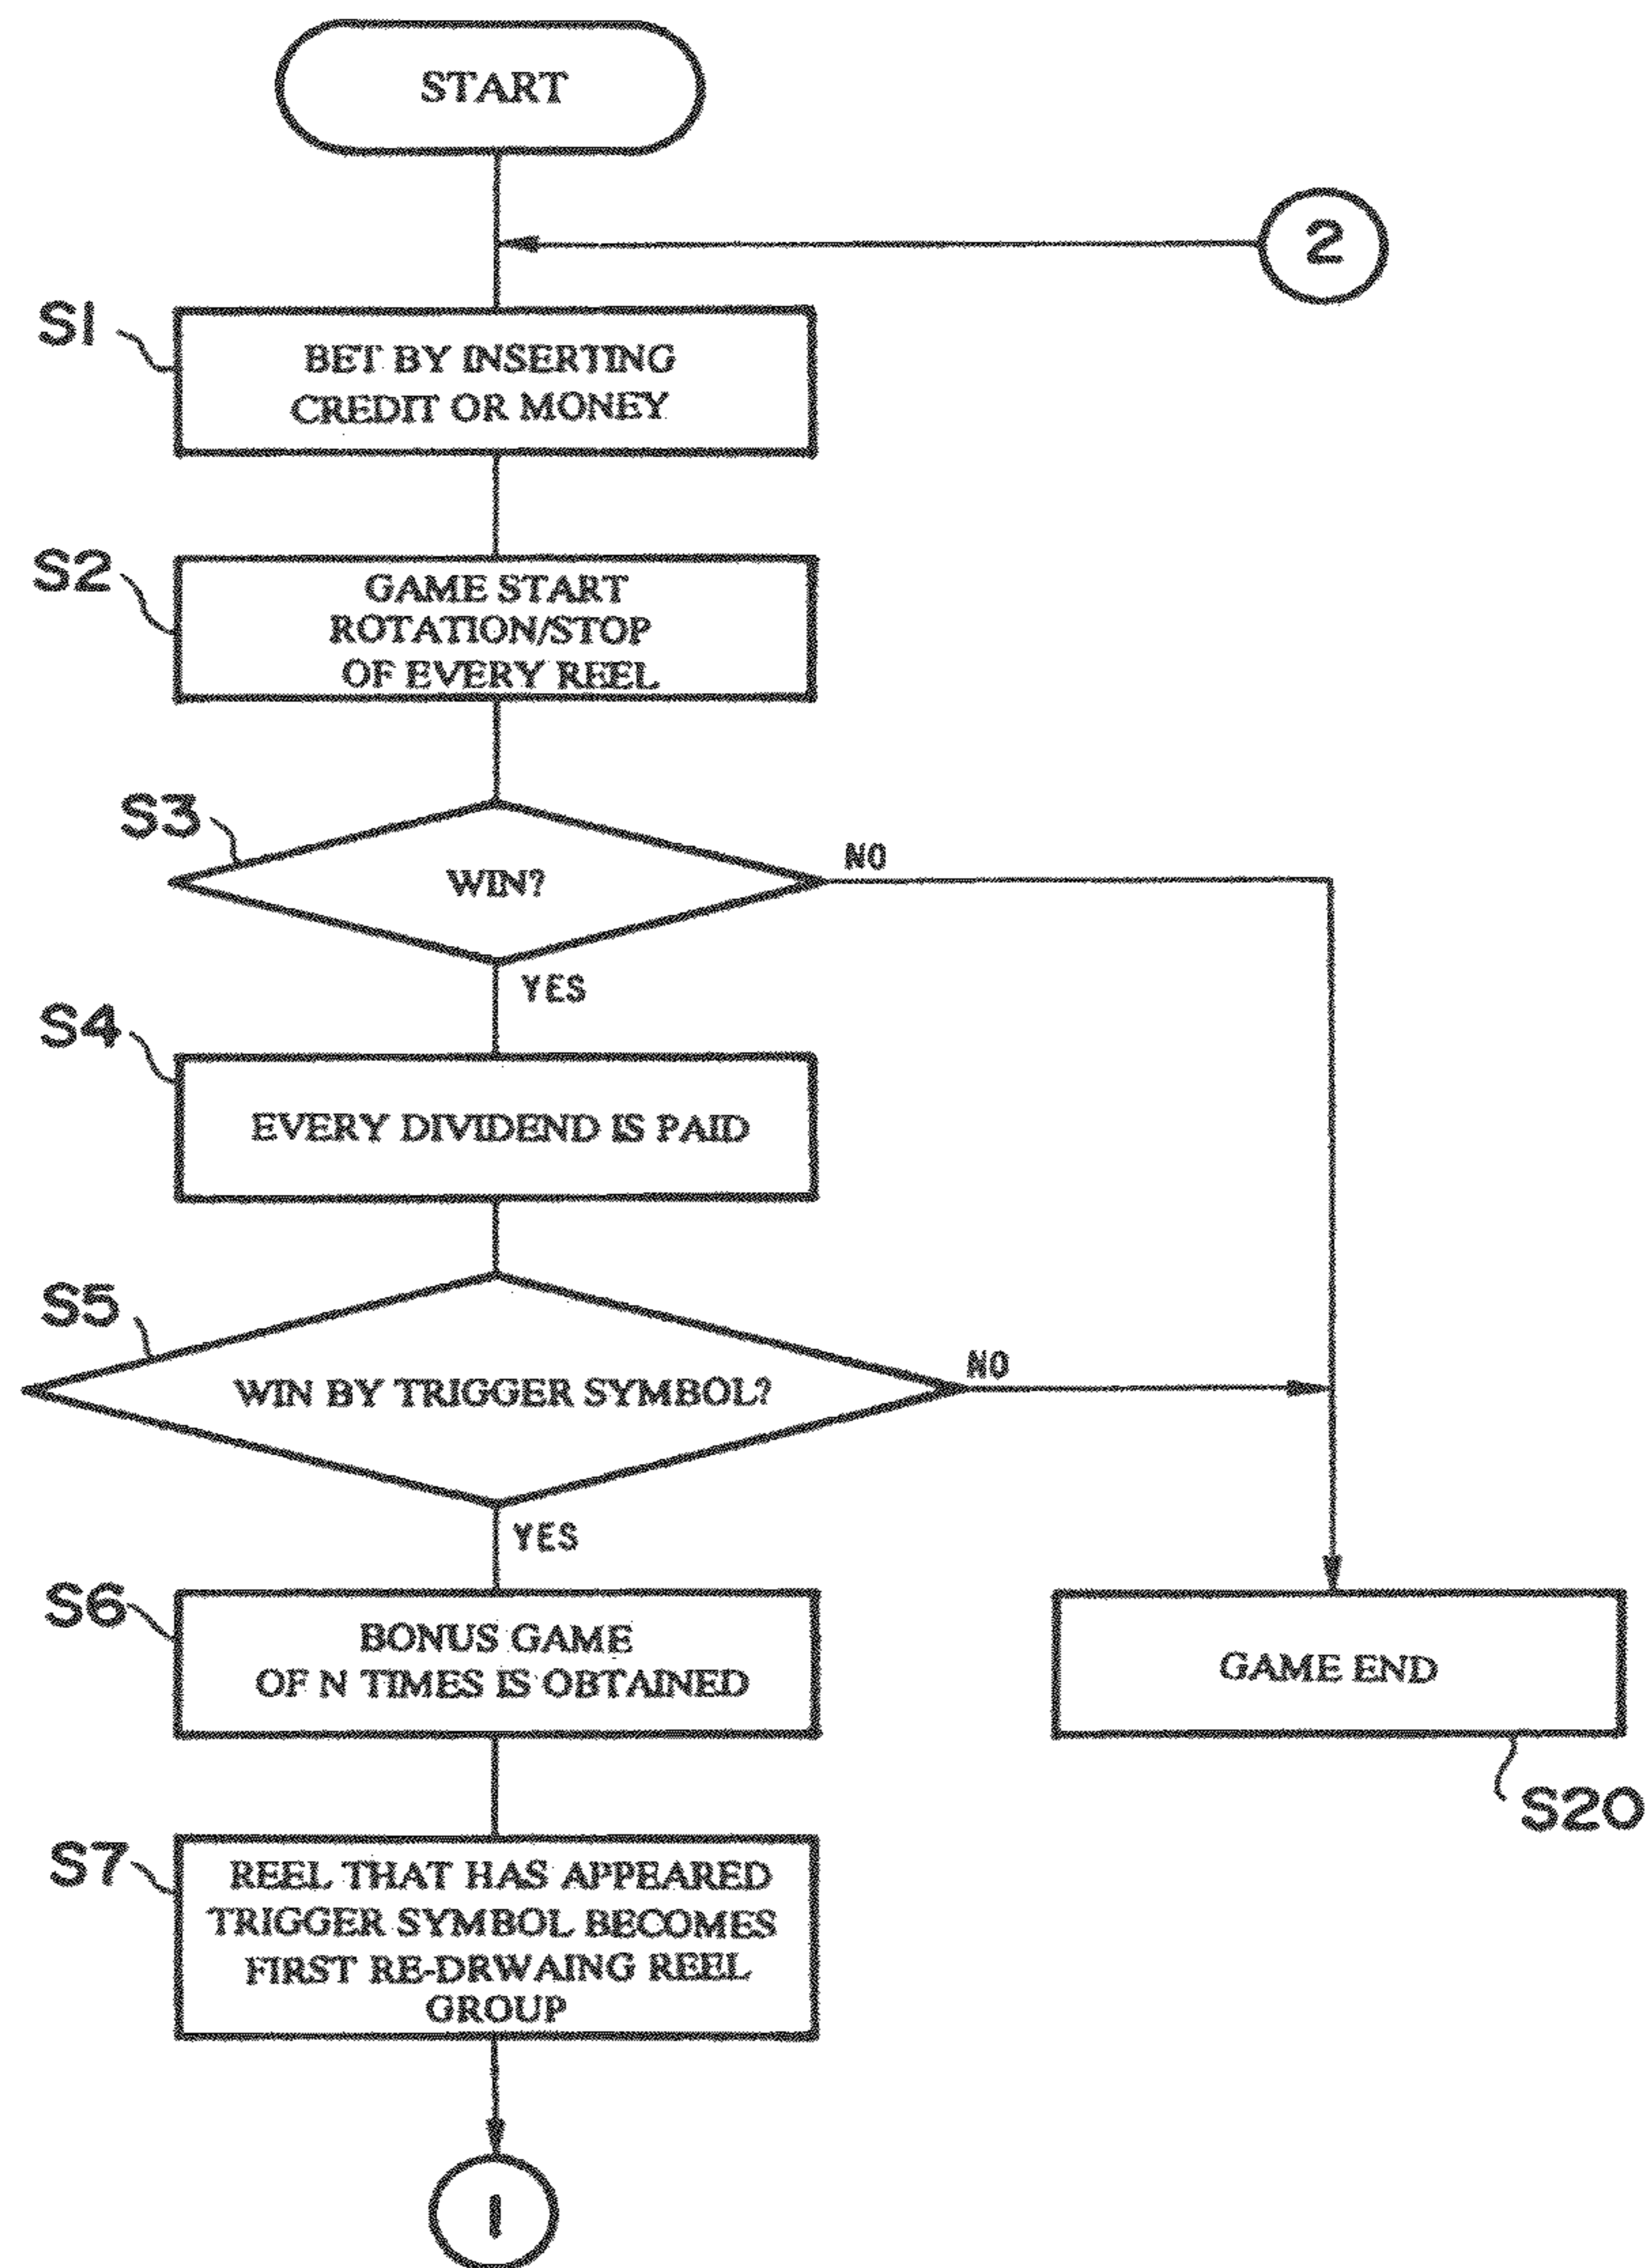 START
2
S1
BET BY INSERTING
CREDIT OR MONEY
S2
GAME START
ROTATION/STOP
OF EVERY REEL
S3
WIN?
NO
YES
S4
EVERY DIVIDEND IS PAID
S5
WIN BY TRIGGER SYMBOL?
NO
YES
S6
BONUS GAME
OF N TIMES IS OBTAINED
GAME END
S20
S7
REEL THAT HAS APPEARED
TRIGGER SYMBOL BECOMES
FIRST RE-DRWAING REEL
GROUP
1